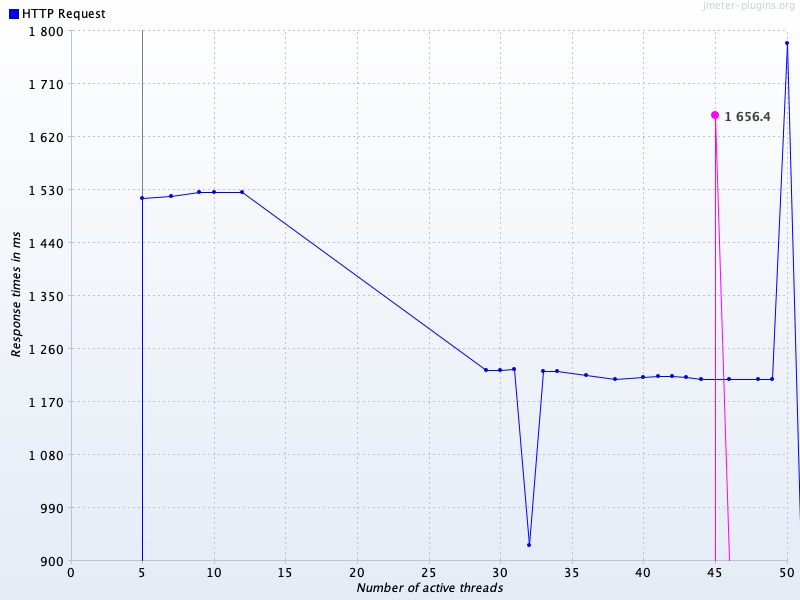 HTTP Request
jmeter-plugins.org
1 800
1 710
1 620
1 530
1 440
1 350
1 260
1 170
1 080
990
900
Response times in ms
1 656.4
0 5 10 15 20 25 30 35 40 45 50
Number of active threads